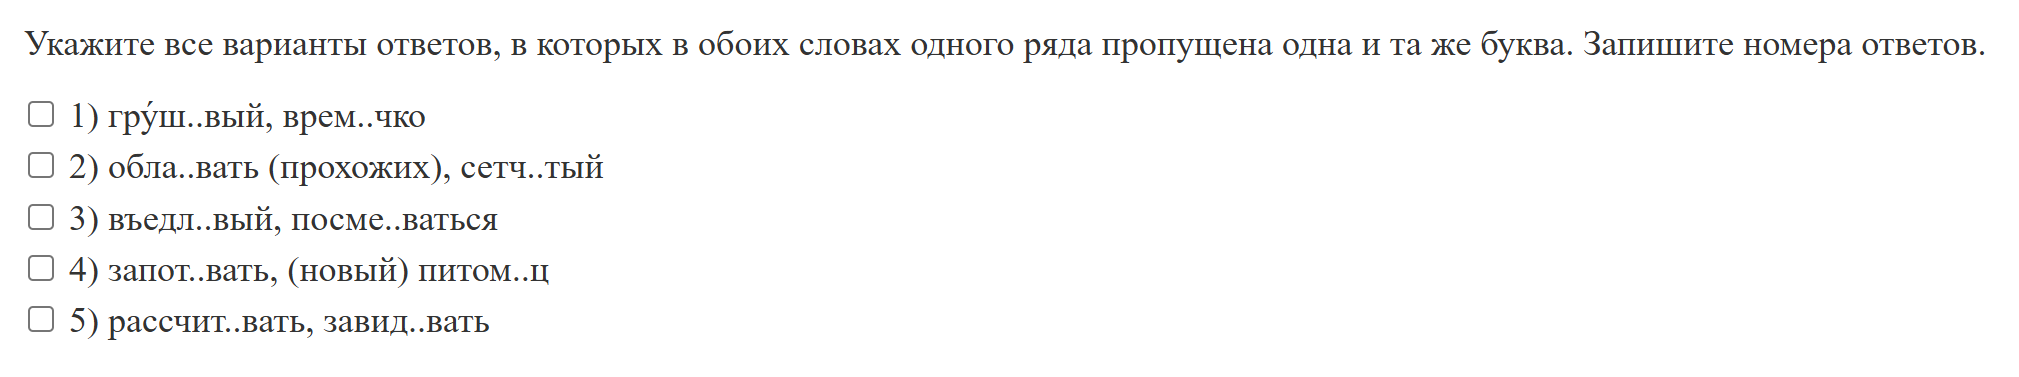 Укажите все варианты ответов, в которых в обоих словах одного ряда пропущена одна и та же буква. Запишите номера ответов.
1) гру́ш..вый, врем..чко
2) обла..вать (прохожих), сетч..тый
3) въедл..вый, посме..ваться
4) запот..вать, (новый) питом..ц
5) рассчит..вать, завид..вать